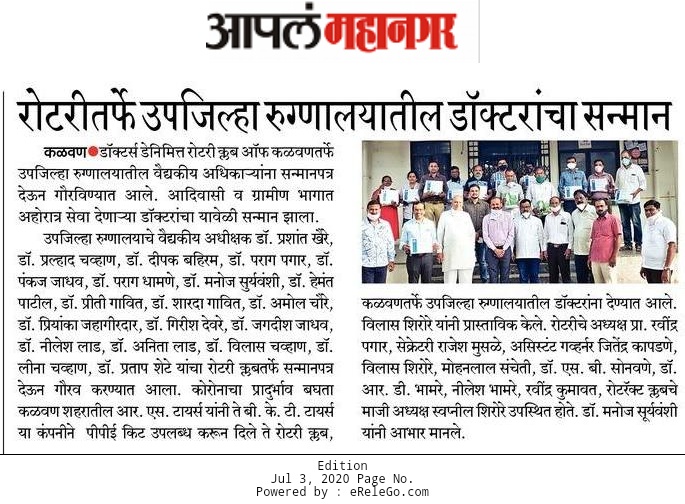 आपलं महानगर
रोटरीतर्फे उपजिल्हा रुग्णालयातील डॉक्टरांचा सन्मान
कळवण●डॉक्टर्स डेनिमित्त रोटरी क्लब ऑफ कळवणतर्फे
उपजिल्हा रुग्णालयातील वैद्यकीय अधिकाऱ्यांना सन्मानपत्र
देऊन गौरविण्यात आले. आदिवासी व ग्रामीण भागात
अहोरात्र सेवा देणाऱ्या डॉक्टरांचा यावेळी सन्मान झाला.
उपजिल्हा रुग्णालयाचे वैद्यकीय अधीक्षक डॉ. प्रशांत खैरे,
डॉ. प्रल्हाद चव्हाण, डॉ. दीपक बहिरम, डॉ. पराग पगार, डॉ.
पंकज जाधव, डॉ. पराग धामणे, डॉ. मनोज सुर्यवंशी, डॉ. हेमंत
पाटील, डॉ. प्रीती गावित, डॉ. शारदा गावित, डॉ. अमोल चौरे,
डॉ. प्रियांका जहागीरदार, डॉ. गिरीश देवरे, डॉ. जगदीश जाधव,
डॉ. नीलेश लाड, डॉ. अनिता लाड, डॉ. विलास चव्हाण, डॉ.
लीना चव्हाण, डॉ. प्रताप शेटे यांचा रोटरी क्लबतर्फे सन्मानपत्र
देऊन गौरव करण्यात आला. कोरोनाचा प्रादुर्भाव बघता
कळवण शहरातील आर. एस. टायर्स यांनी ते बी. के. टी. टायर्स
या कंपनीने पीपीई किट उपलब्ध करून दिले ते रोटरी क्लब,
कळवणतर्फे उपजिल्हा रुग्णालयातील डॉक्टरांना देण्यात आले.
विलास शिरोरे यांनी प्रास्ताविक केले. रोटरीचे अध्यक्ष प्रा. रवींद्र
पगार, सेक्रेटरी राजेश मुसळे, असिस्टंट गव्हर्नर जितेंद्र कापडणे,
विलास शिरोरे, मोहनलाल संचेती, डॉ. एस. बी. सोनवणे, डॉ.
आर. डी. भामरे, नीलेश भामरे, रवींद्र कुमावत, रोटरॅक्ट क्लबचे
माजी अध्यक्ष स्वप्नील शिरोरे उपस्थित होते. डॉ. मनोज सूर्यवंशी
यांनी आभार मानले.
Edition
Jul 3, 2020 Page No.
Powered by : eReleGo.com